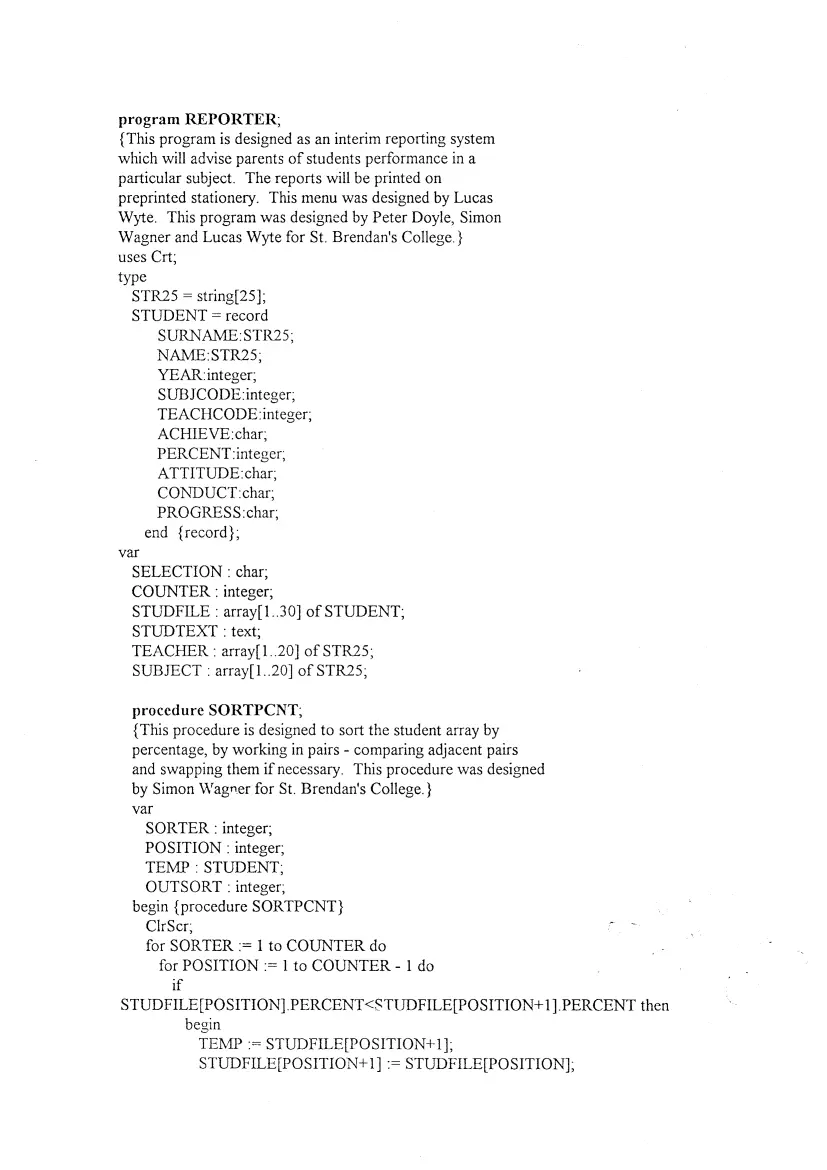 program REPORTER;
{This program is designed as an interim reporting system
which will advise parents of students performance in a
particular subject.  The reports will be printed on
preprinted stationery.  This menu was designed by Lucas
Wyte.  This program was designed by Peter Doyle, Simon
Wagner and Lucas Wyte for St. Brendan's College.}
uses Crt;
type
  STR25 = string[25];
  STUDENT = record
      SURNAME:STR25;
      NAME:STR25;
      YEAR:integer;
      SUBJCODE:integer;
      TEACHCODE:integer;
      ACHIEVE:char;
      PERCENT:integer;
      ATTITUDE:char;
      CONDUCT:char;
      PROGRESS:char;
    end  {record};
var
  SELECTION : char;
  COUNTER : integer;
  STUDFILE : array[1..30] of STUDENT;
  STUDTEXT : text;
  TEACHER : array[1..20] of STR25;
  SUBJECT : array[1..20] of STR25;

  procedure SORTPCNT;
  {This procedure is designed to sort the student array by
  percentage, by working in pairs - comparing adjacent pairs
  and swapping them if necessary.  This procedure was designed
  by Simon Wagner for St. Brendan's College.}
  var
    SORTER : integer;
    POSITION : integer;
    TEMP : STUDENT;
    OUTSORT : integer;
  begin {procedure SORTPCNT}
    ClrScr;
    for SORTER := 1 to COUNTER do
      for POSITION := 1 to COUNTER - 1 do
        if
STUDFILE[POSITION].PERCENT<STUDFILE[POSITION+1].PERCENT then
          begin
            TEMP := STUDFILE[POSITION+1];
            STUDFILE[POSITION+1] := STUDFILE[POSITION];